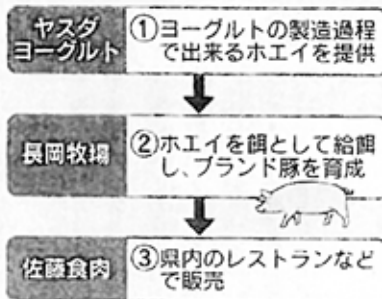 ヤスダ
ヨーグルト
①ヨーグルトの製造過程
で出来るホエイを提供
長岡牧場
②ホエイを餌として給餌
し、ブランド豚を育成
佐藤食肉
③県内のレストランなど
で販売